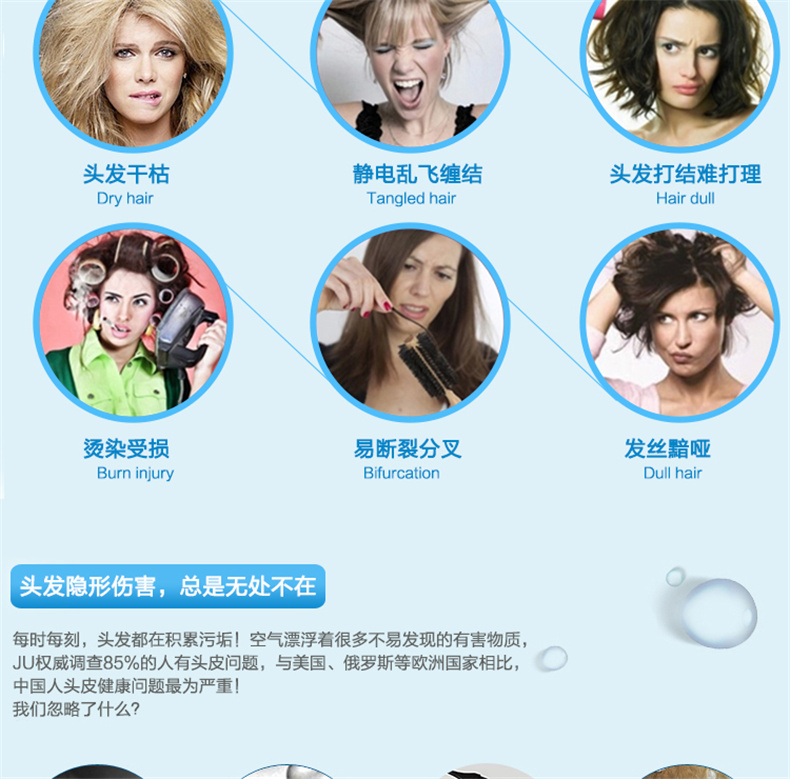 头发干枯
静电乱飞缠结
头发打结难打理
Dry hair
Tangled hair
Hair dull
烫染受损
易断裂分叉
发丝黯哑
Burn injury
Bifurcation
Dull hair
头发隐形伤害，总是无处不在
每时每刻，头发都在积累污垢！空气漂浮着很多不易发现的有害物质，
JU权威调查85%的人有头皮问题，与美国、俄罗斯等欧洲国家相比，
中国人头皮健康问题最为严重！
我们忽略了什么？